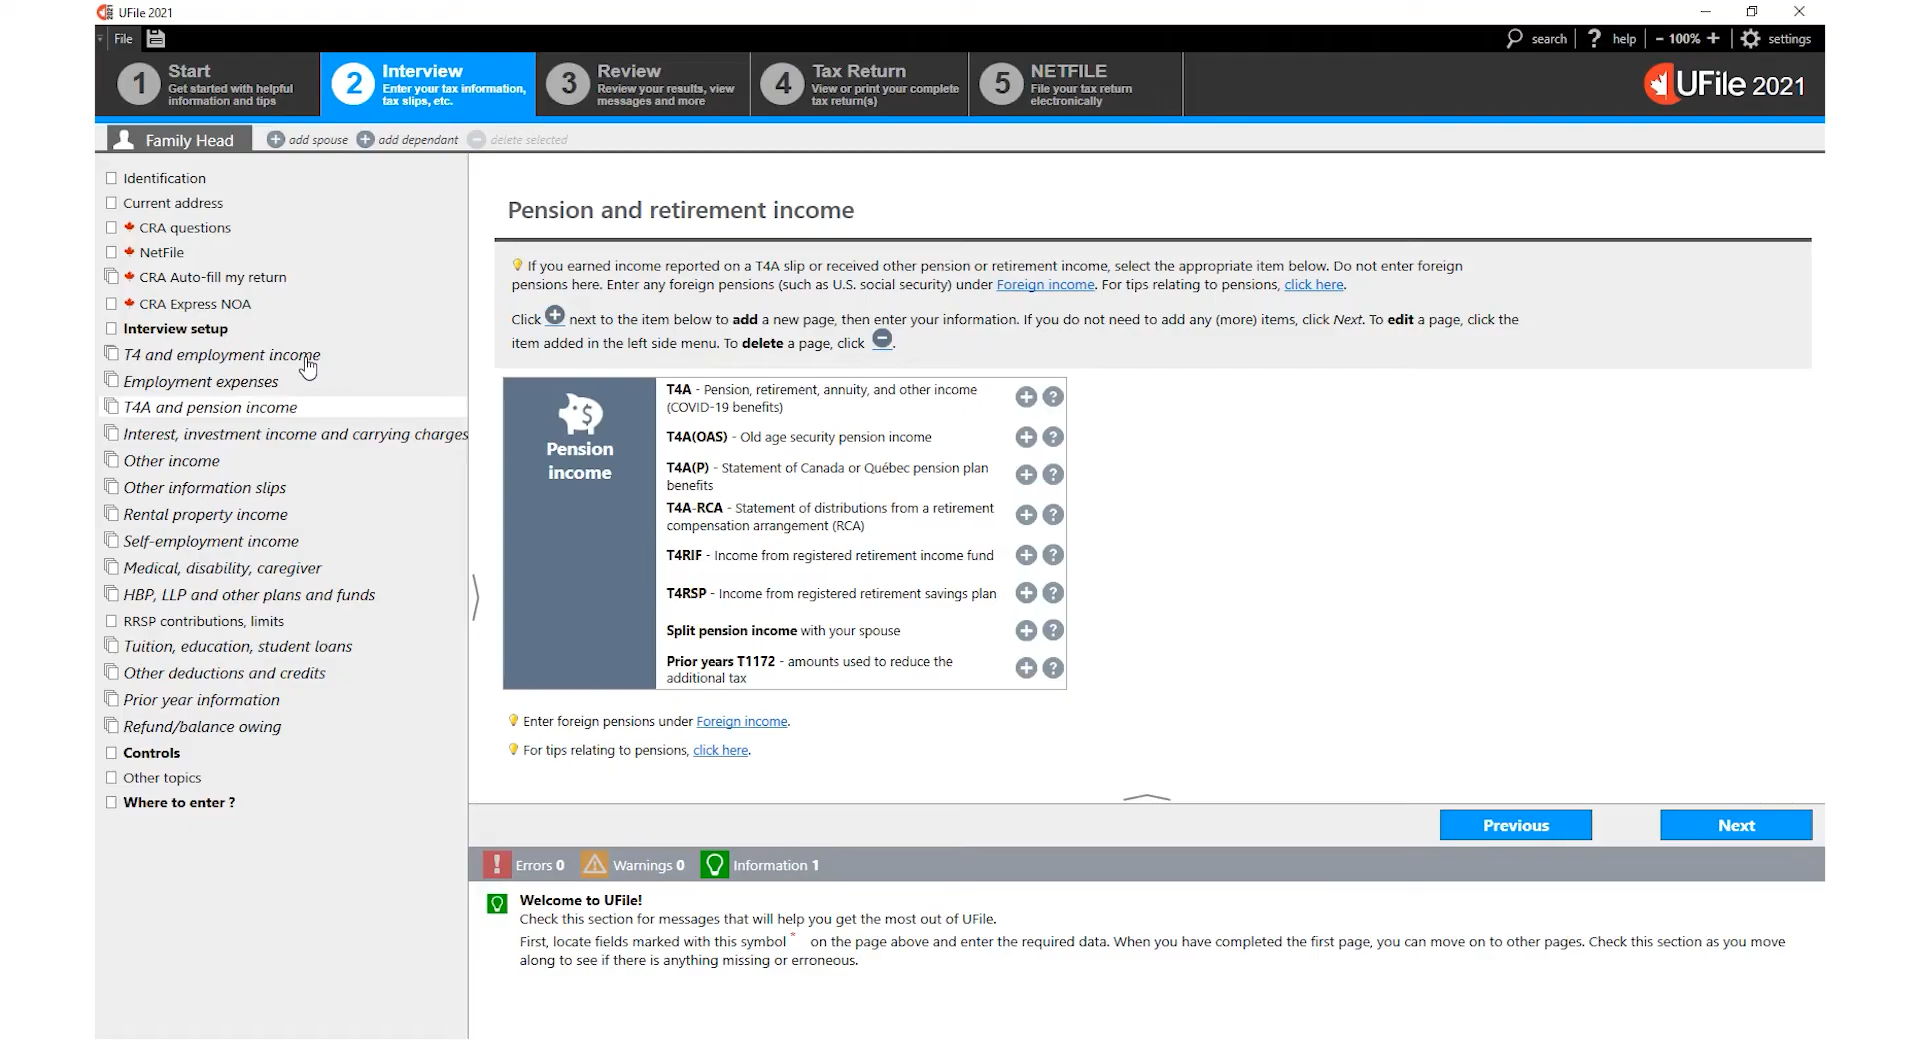 UFile 2021
File
search
help
- 100% +
settings
1
Start
Get started with helpful
information and tips
2
Interview
Enter your tax information,
tax slips, etc.
3
Review
Review your results, view
messages and more
4
Tax Return
View or print your complete
tax return(s)
5
NETFILE
File your tax return
electronically
UFile 2021
Family Head
add spouse
add dependant
delete selected
Identification
Current address
CRA questions
NetFile
CRA Auto-fill my return
CRA Express NOA
Interview setup
T4 and employment income
Employment expenses
T4A and pension income
Interest, investment income and carrying charges
Other income
Other information slips
Rental property income
Self-employment income
Medical, disability, caregiver
HBP, LLP and other plans and funds
RRSP contributions, limits
Tuition, education, student loans
Other deductions and credits
Prior year information
Refund/balance owing
Controls
Other topics
Where to enter ?
Pension and retirement income
If you earned income reported on a T4A slip or received other pension or retirement income, select the appropriate item below. Do not enter foreign
pensions here. Enter any foreign pensions (such as U.S. social security) under Foreign income. For tips relating to pensions, click here.
Click + next to the item below to add a new page, then enter your information. If you do not need to add any (more) items, click Next. To edit a page, click the
item added in the left side menu. To delete a page, click -.
Pension
income
T4A - Pension, retirement, annuity, and other income
(COVID-19 benefits)
T4A(OAS) - Old age security pension income
T4A(P) - Statement of Canada or Québec pension plan
benefits
T4A-RCA - Statement of distributions from a retirement
compensation arrangement (RCA)
T4RIF - Income from registered retirement income fund
T4RSP - Income from registered retirement savings plan
Split pension income with your spouse
Prior years T1172 - amounts used to reduce the
additional tax
Enter foreign pensions under Foreign income.
For tips relating to pensions, click here.
Previous
Next
Errors 0
Warnings 0
Information 1
Welcome to UFile!
Check this section for messages that will help you get the most out of UFile.
First, locate fields marked with this symbol * on the page above and enter the required data. When you have completed the first page, you can move on to other pages. Check this section as you move
along to see if there is anything missing or erroneous.